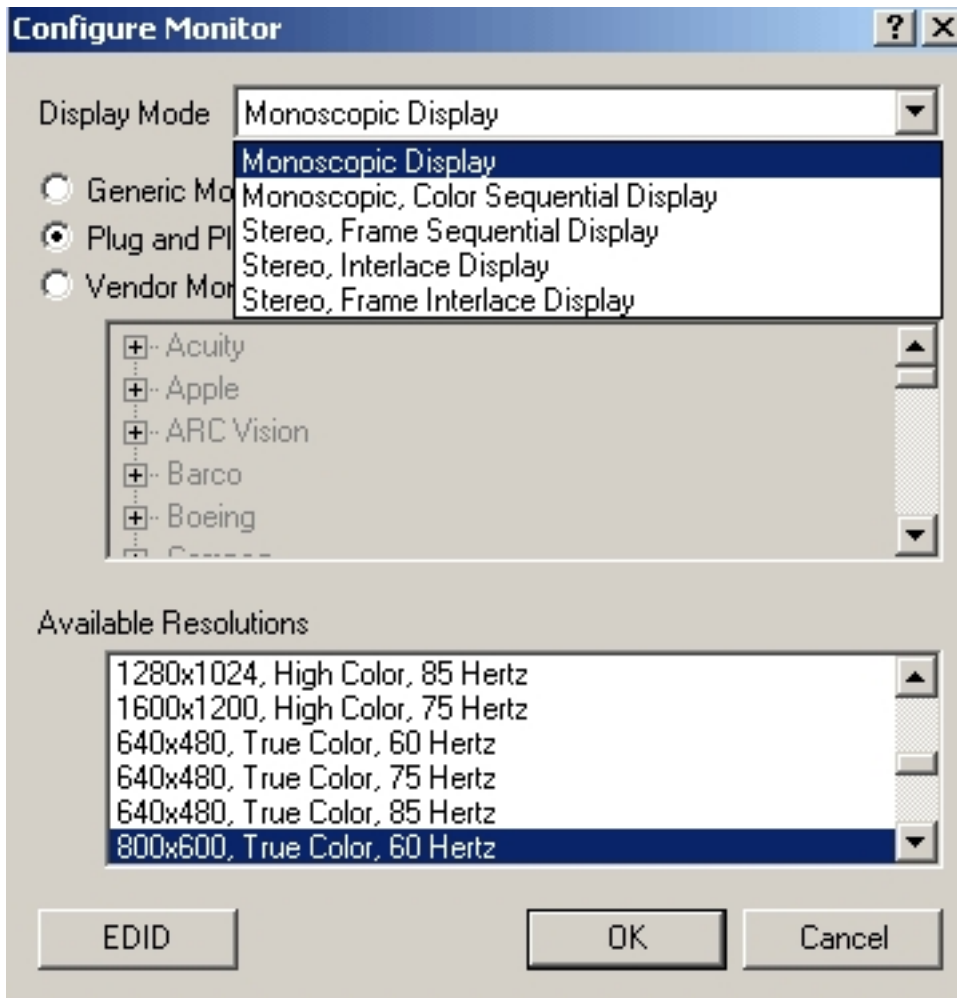 Configure Monitor
Display Mode Monoscopic Display
Monoscopic Display
Monoscopic, Color Sequential Display
Stereo, Frame Sequential Display
Stereo, Interlace Display
Stereo, Frame Interlace Display
Generic Mo
Plug and Pl
Vendor Mor
Acuity
Apple
ARC Vision
Barco
Boeing
Available Resolutions
1280x1024, High Color, 85 Hertz
1600x1200, High Color, 75 Hertz
640x480, True Color, 60 Hertz
640x480, True Color, 75 Hertz
640x480, True Color, 85 Hertz
800x600, True Color, 60 Hertz
EDID OK Cancel